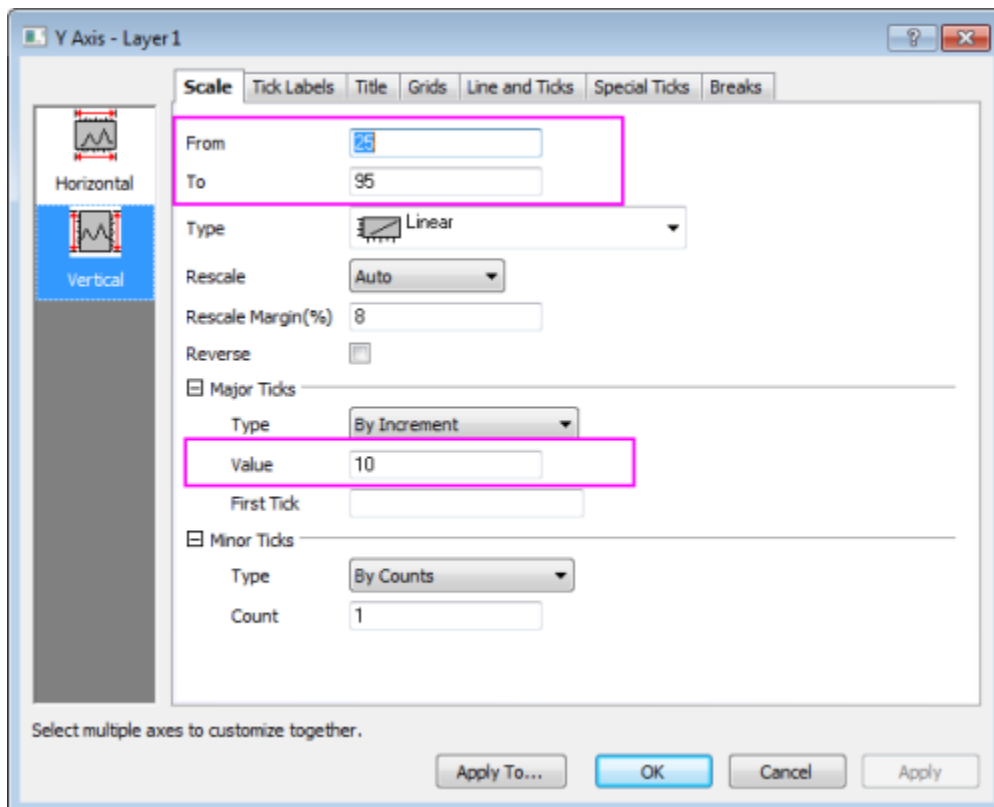 Y Axis - Layer 1
Scale Tick Labels Title Grids Line and Ticks Special Ticks Breaks
Horizontal
Vertical
From 25
To 95
Type Linear
Rescale Auto
Rescale Margin(%) 8
Reverse
Major Ticks
Type By Increment
Value 10
First Tick
Minor Ticks
Type By Counts
Count 1
Select multiple axes to customize together.
Apply To... OK Cancel Apply